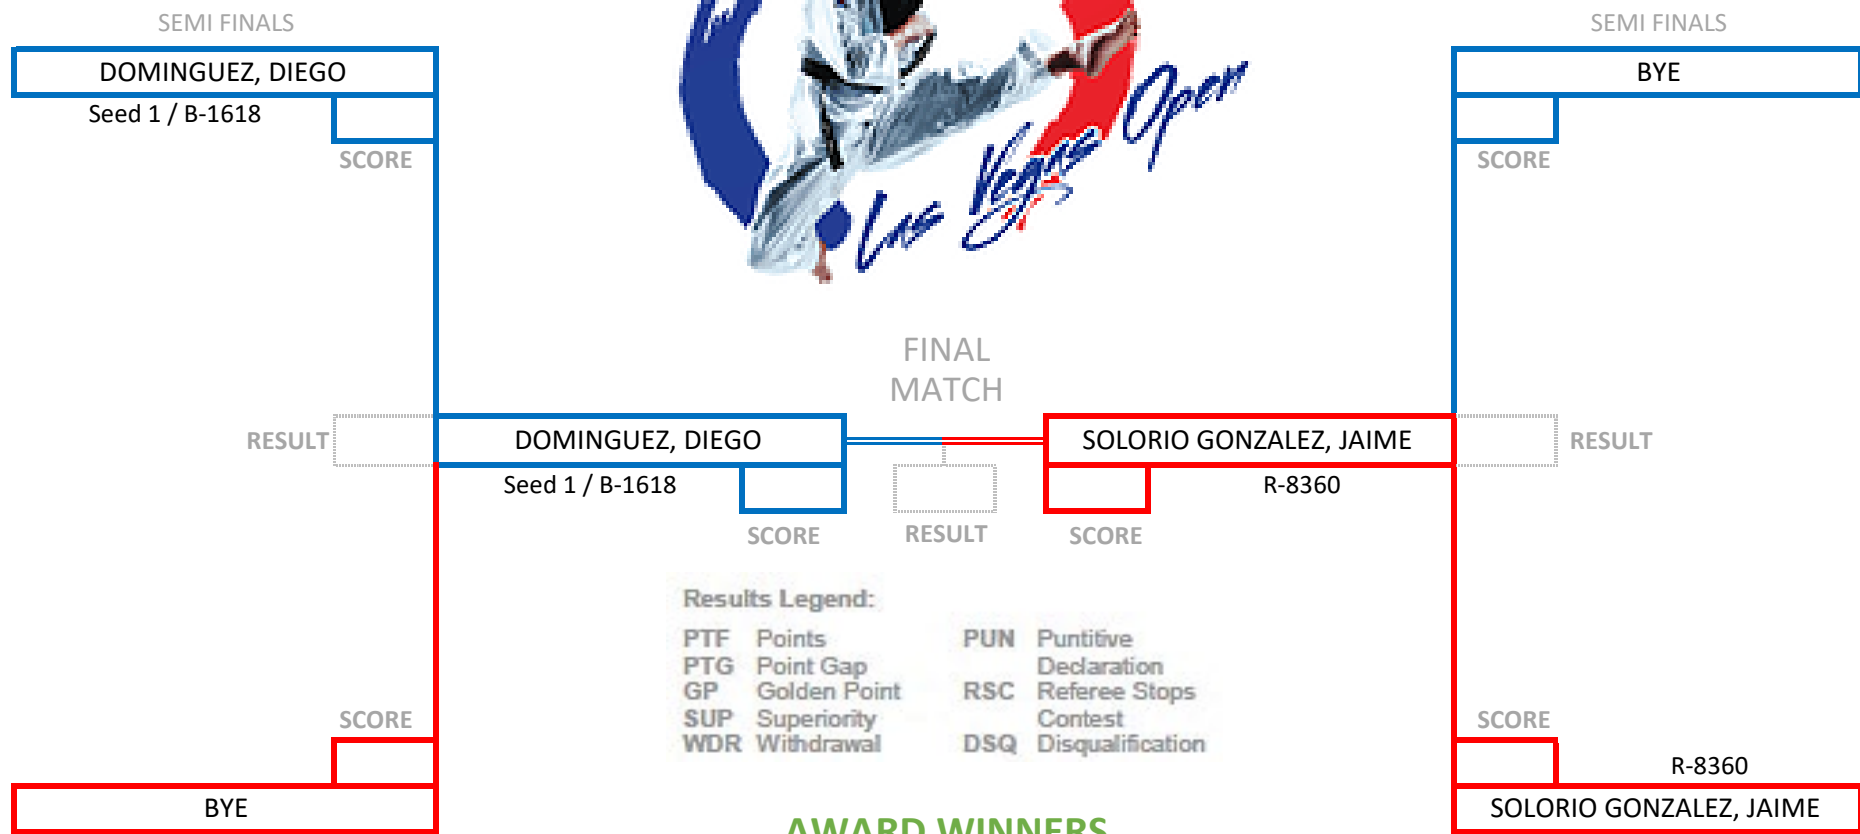 SEMI FINALS
SEMI FINALS
DOMINGUEZ, DIEGO
BYE
Seed 1 / B-1618
SCORE
SCORE
Las Vegas Open
FINAL
MATCH
RESULT
DOMINGUEZ, DIEGO
SOLORIO GONZALEZ, JAIME
RESULT
Seed 1 / B-1618
R-8360
SCORE
RESULT
SCORE
Results Legend:
PTF Points
PUN Puntitive
PTG Point Gap
Declaration
GP Golden Point
RSC Referee Stops
SUP Superiority
Contest
WDR Withdrawal
DSQ Disqualification
SCORE
SCORE
R-8360
BYE
SOLORIO GONZALEZ, JAIME
AWARD WINNERS